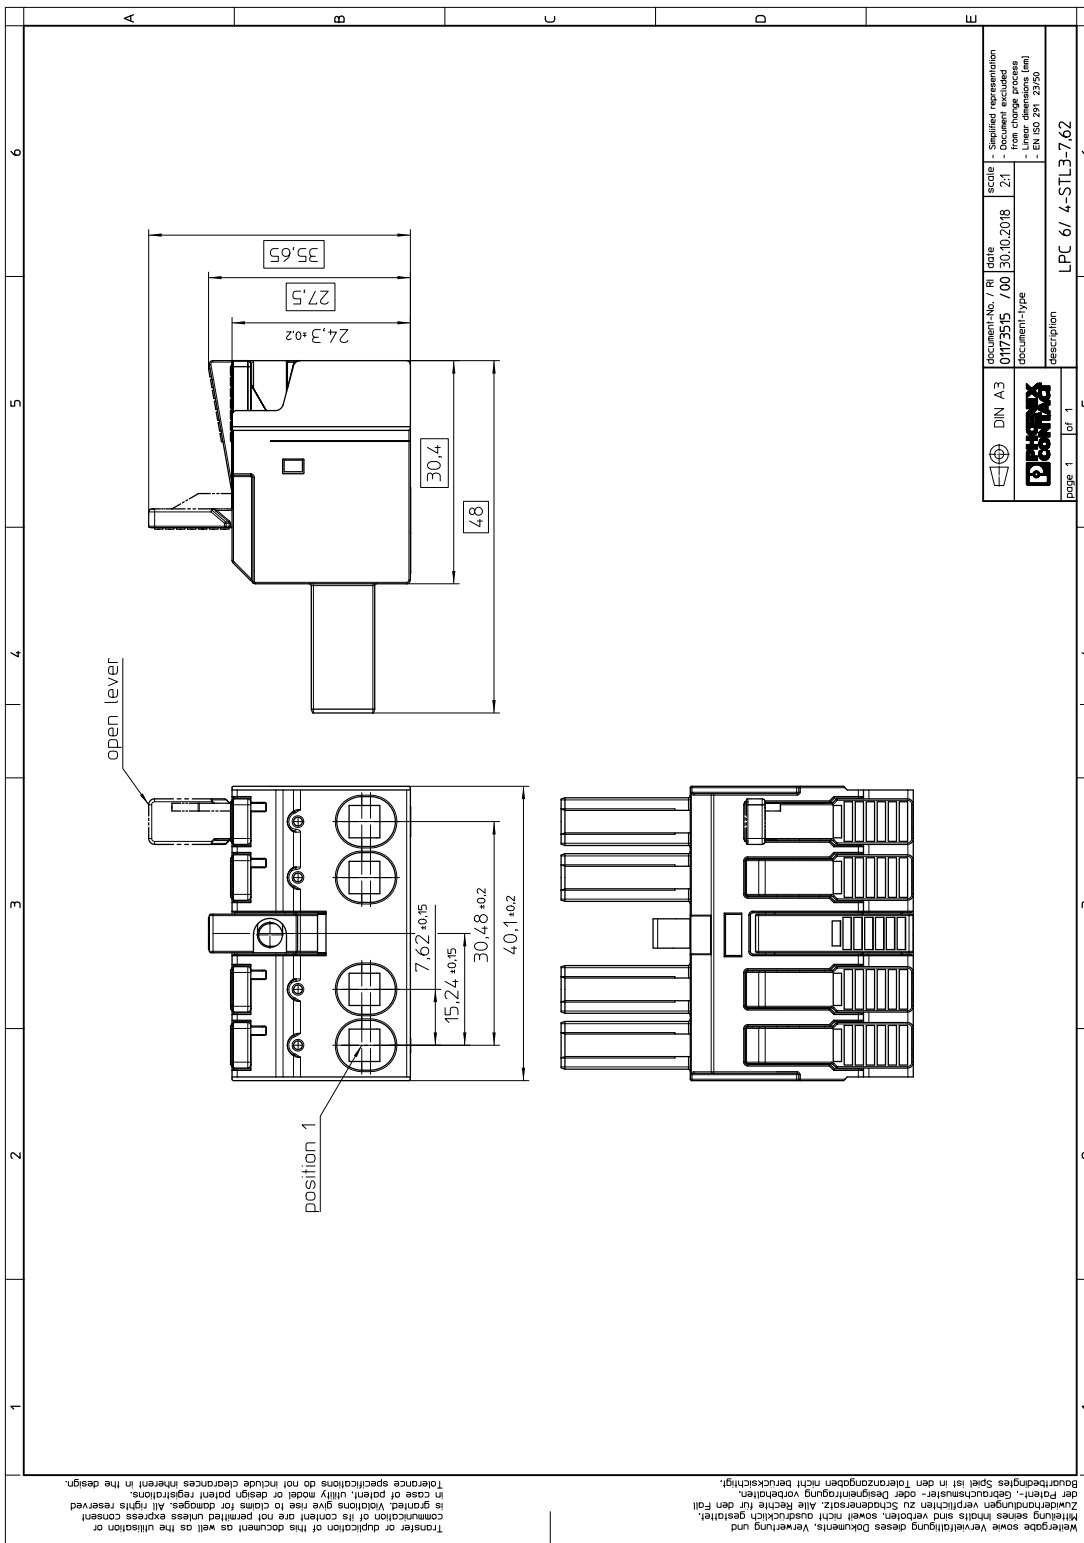 A
B
C
D
E
6
5
4
3
2
1
35,65
27,5
24,3 ±0,2
30,4
48
open lever
7,62 ±0,15
15,24 ±0,15
30,48 ±0,2
40,1 ±0,2
position 1
DIN A3
PHOENIX
CONTACT
page 1
of 1
document-No. / RI
01173515 / 00
date
30.10.2018
scale
2:1
- Simplified representation
- Document excluded
from change process
- Linear dimensions [mm]
- EN ISO 291 23/50
document-type
description
LPC 6/ 4-STL3-7,62
Transfer or duplication of this document as well as the utilisation or
communication of its content are not permitted unless express consent
is granted. Violations give rise to claims for damages. All rights reserved
in case of patent, utility model or design patent registrations.
Tolerance specifications do not include clearances inherent in the design.
Weitergabe sowie Vervielfältigung dieses Dokuments, Verwertung und
Mitteilung seines Inhalts sind verboten, soweit nicht ausdrücklich gestattet.
Zuwiderhandlungen verpflichten zu Schadenersatz. Alle Rechte für den Fall
der Patent-, Gebrauchsmuster- oder Designeintragung vorbehalten.
Bauartbedingtes Spiel ist in den Toleranzangaben nicht berücksichtigt.